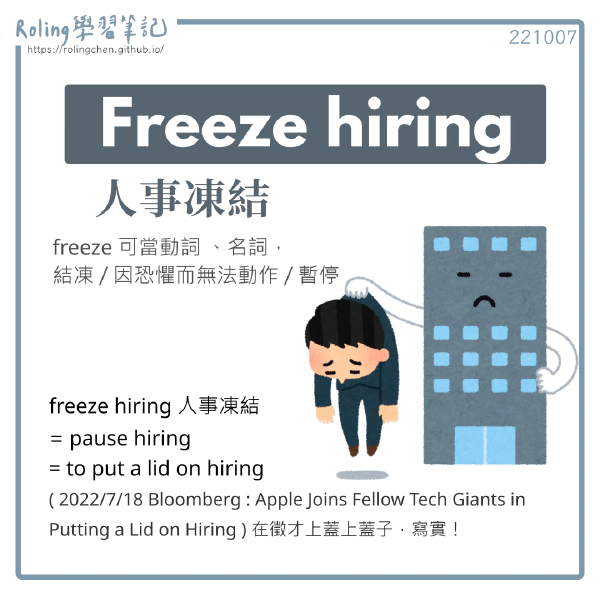 Roling學習筆記
https://rolingchen.github.io/
221007
Freeze hiring
人事凍結
freeze 可當動詞 、名詞，
結凍 / 因恐懼而無法動作 / 暫停
freeze hiring 人事凍結
= pause hiring
= to put a lid on hiring
( 2022/7/18 Bloomberg : Apple Joins Fellow Tech Giants in
Putting a Lid on Hiring ) 在徵才上蓋上蓋子，寫實！